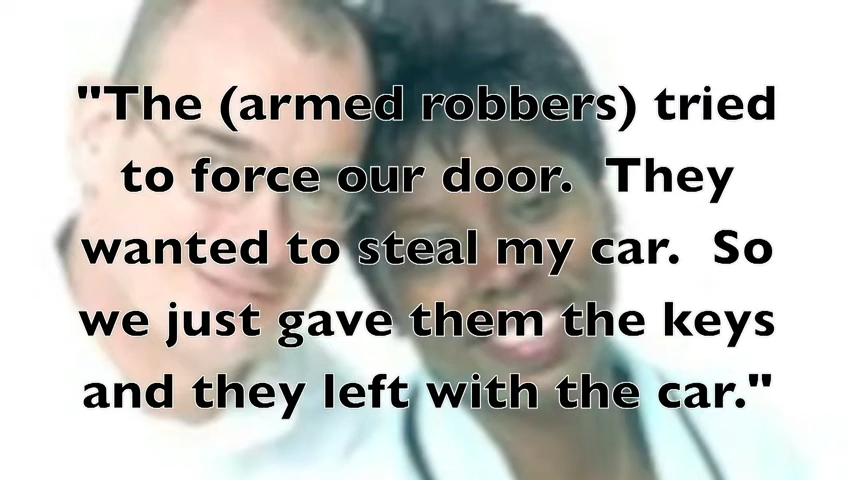 "The (armed robbers) tried
to force our door.  They
wanted to steal my car.  So
we just gave them the keys
and they left with the car."